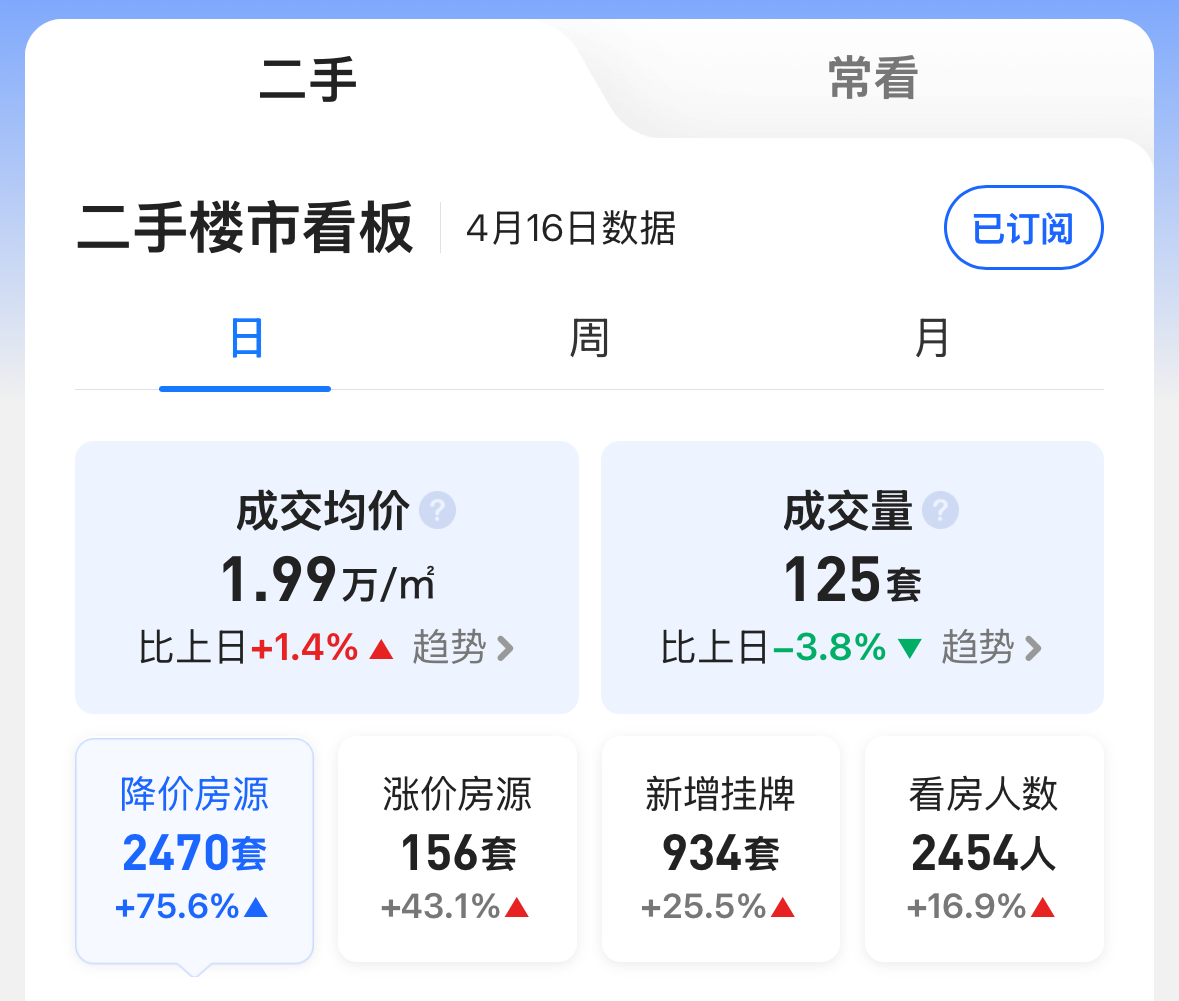 二手 常看
二手楼市看板 4月16日数据 已订阅
日 周 月
成交均价 ? 成交量 ?
1.99万/㎡ 125套
比上日+1.4% ▲ 趋势 > 比上日-3.8% ▼ 趋势 >
降价房源 涨价房源 新增挂牌 看房人数
2470套 156套 934套 2454人
+75.6%▲ +43.1%▲ +25.5%▲ +16.9%▲